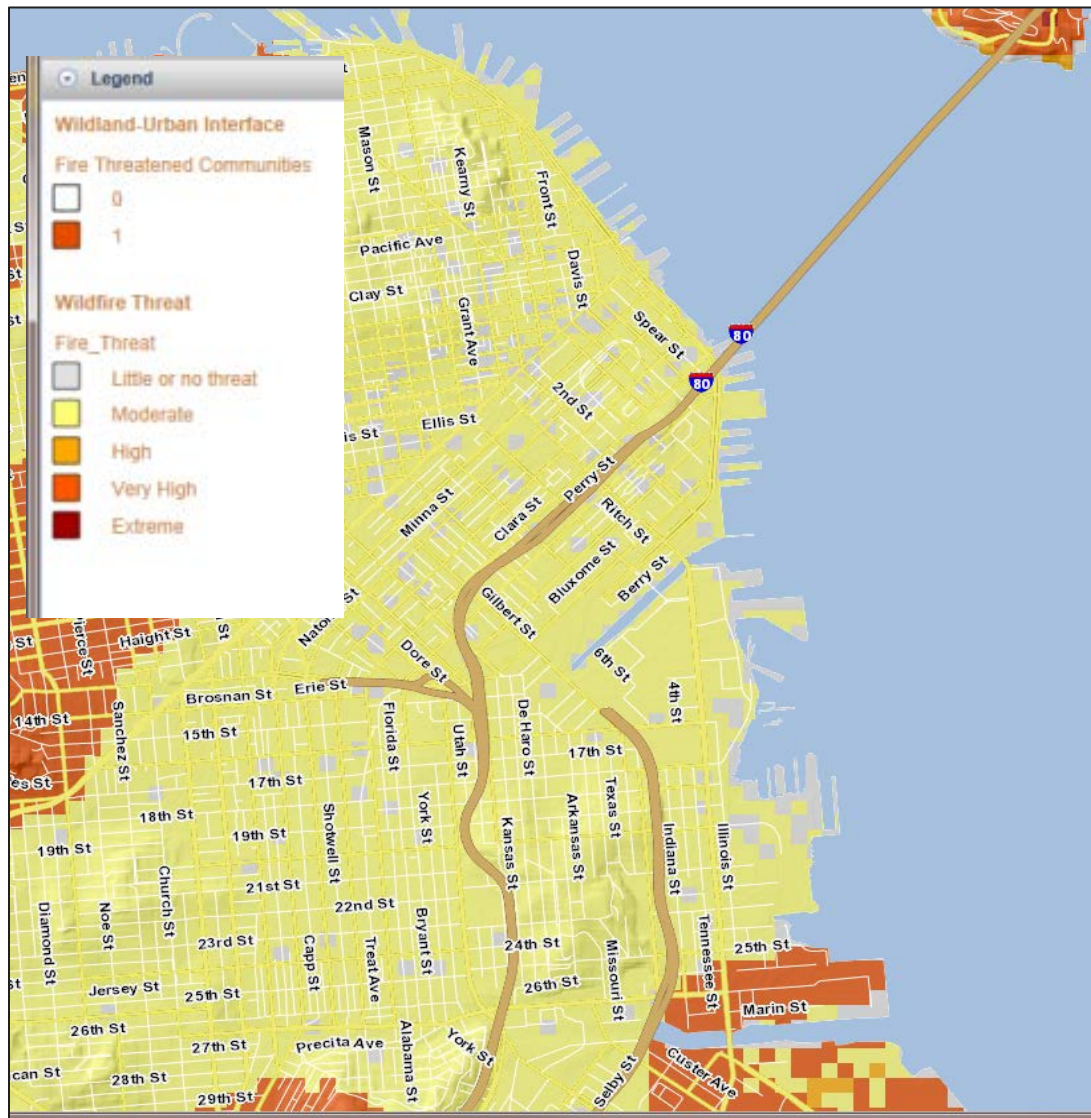 Legend
Wildland-Urban Interface
Fire Threatened Communities
0
1
Wildfire Threat
Fire_Threat
Little or no threat
Moderate
High
Very High
Extreme
Mason St
Kearny St
Front St
Pacific Ave
Davis St
Clay St
Grant Ave
Spear St
80
80
2nd St
Ellis St
is St
Perry St
Minna St
Clara St
Ritch St
Bluxome St
Berry St
Gilbert St
Haight St
Dore St
6th St
4th St
Brosnan St
Erie St
14th St
Sanchez St
15th St
Florida St
Utah St
De Haro St
17th St
17th St
Texas St
18th St
York St
Arkansas St
19th St
19th St
Shotwell St
Kansas St
Indiana St
Illinois St
Church St
21st St
22nd St
Diamond St
Noe St
23rd St
Capp St
Treat Ave
Bryant St
24th St
Missouri St
Tennessee St
25th St
Jersey St
25th St
26th St
Marin St
26th St
27th St
Precita Ave
Alabama St
York St
Selby St
Custer Ave
can St
28th St
29th St